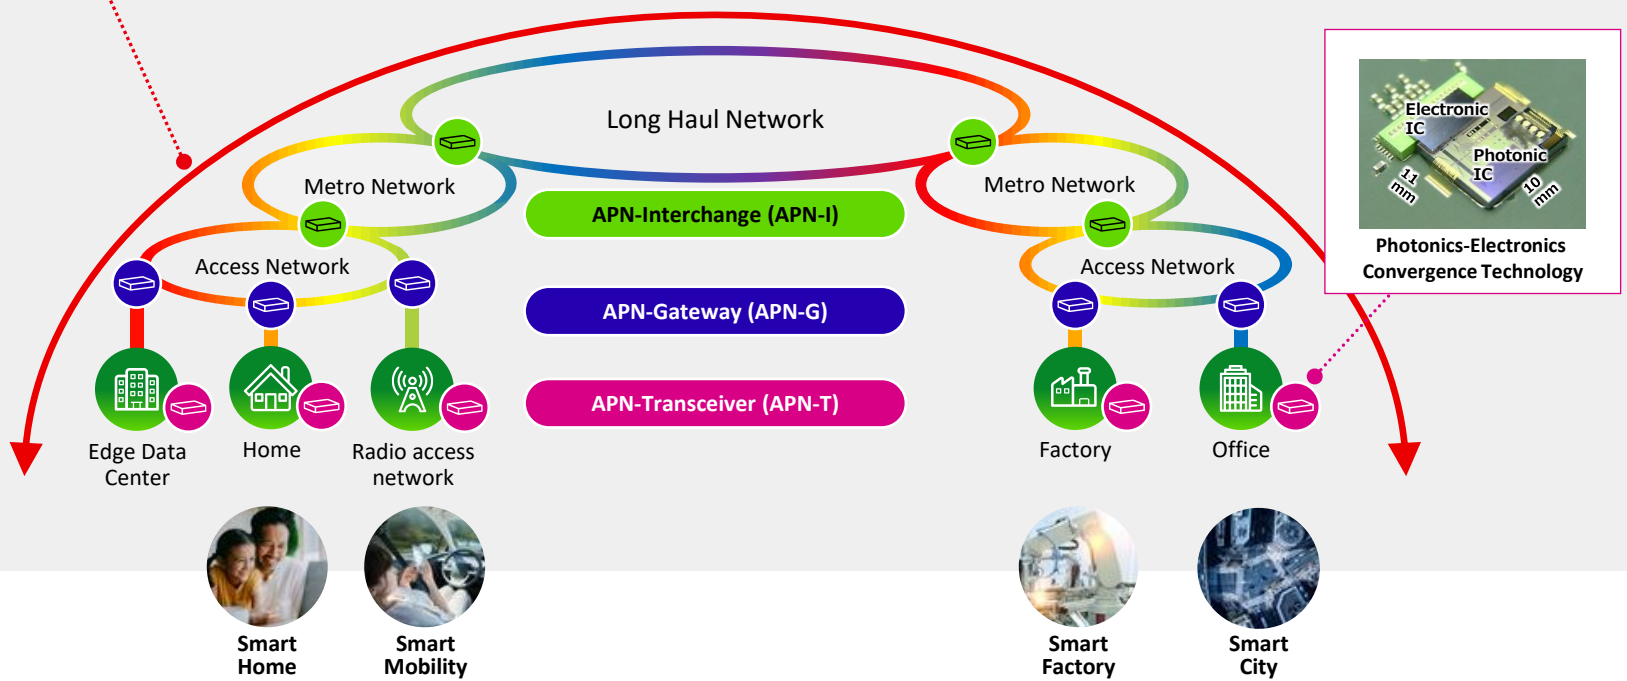 Long Haul Network
Metro Network
Metro Network
APN-Interchange (APN-I)
Access Network
Access Network
APN-Gateway (APN-G)
APN-Transceiver (APN-T)
Electronic
IC
Photonic
IC
11
mm
10
mm
Photonics-Electronics
Convergence Technology
Edge Data
Center
Home
Radio access
network
Factory
Office
Smart
Home
Smart
Mobility
Smart
Factory
Smart
City